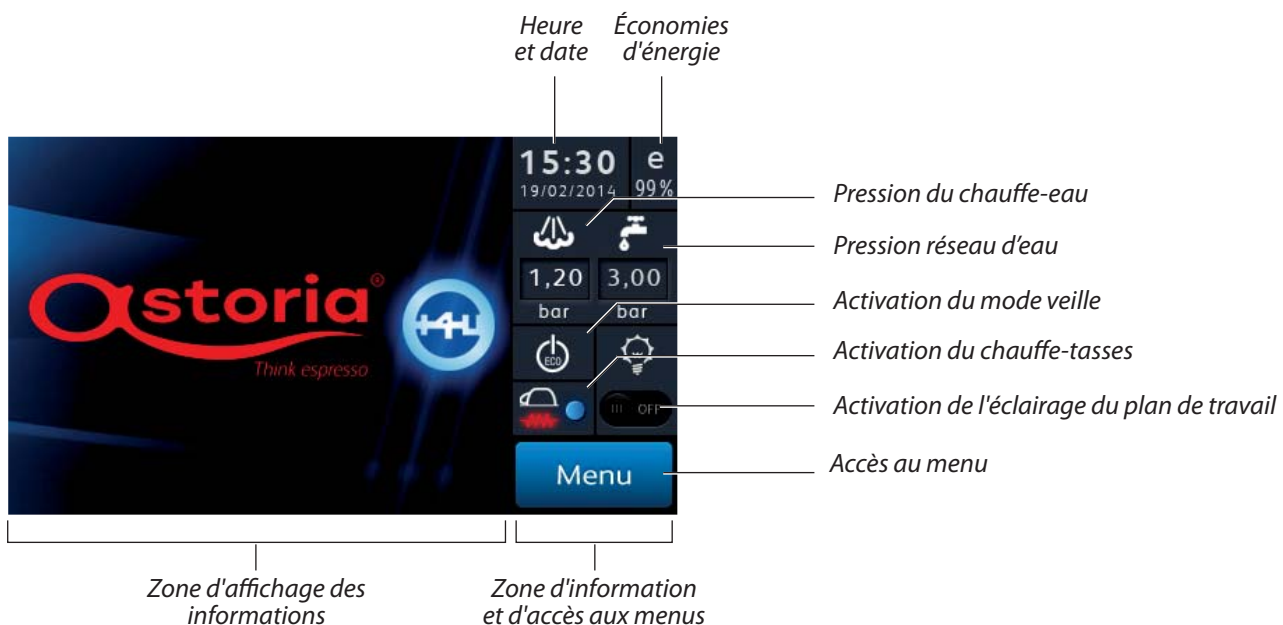 Heure
et date
Économies
d'énergie
15:30
19/02/2014
e
99%
Pression du chauffe-eau
Pression réseau d'eau
1,20
3,00
bar
bar
Activation du mode veille
ECO
Activation du chauffe-tasses
OFF
Activation de l'éclairage du plan de travail
Menu
Accès au menu
astoria®
+4U
Think espresso
Zone d'affichage des
informations
Zone d'information
et d'accès aux menus